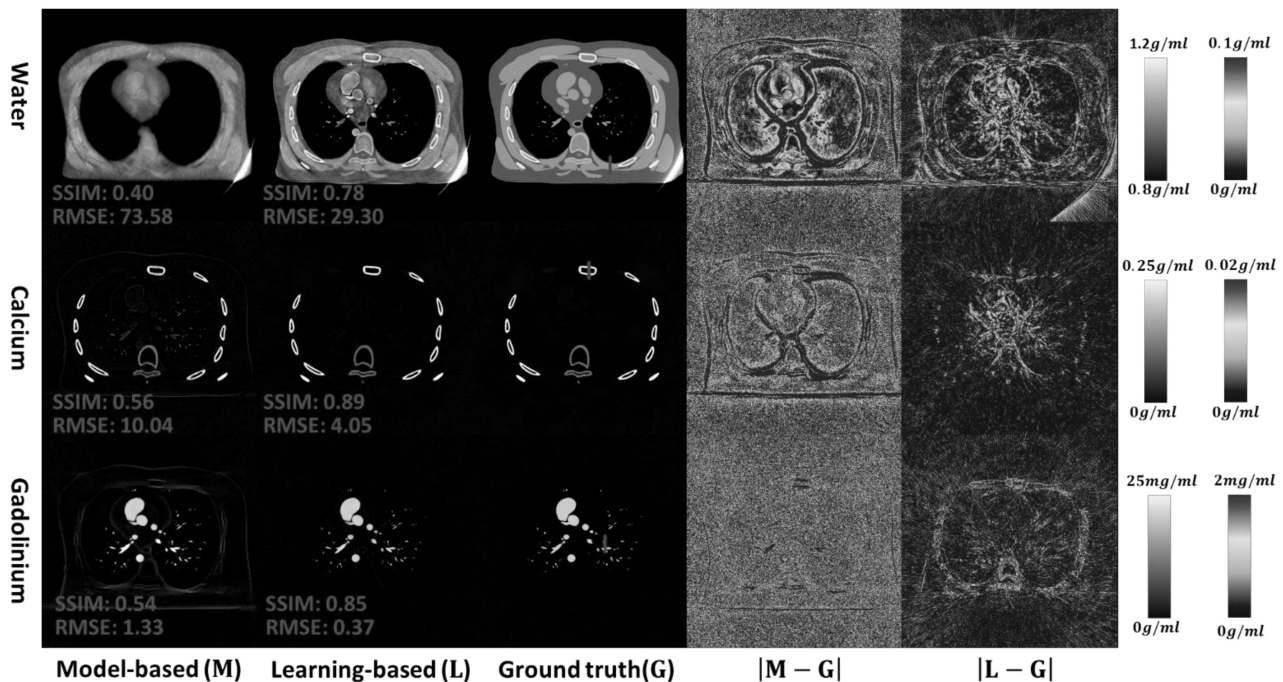 Water
SSIM: 0.40
RMSE: 73.58
SSIM: 0.78
RMSE: 29.30
1.2g/ml
0.1g/ml
0.8g/ml
0g/ml
Calcium
SSIM: 0.56
RMSE: 10.04
SSIM: 0.89
RMSE: 4.05
0.25g/ml
0.02g/ml
0g/ml
0g/ml
Gadolinium
SSIM: 0.54
RMSE: 1.33
SSIM: 0.85
RMSE: 0.37
25mg/ml
2mg/ml
0g/ml
0g/ml
Model-based (M)
Learning-based (L)
Ground truth(G)
|M − G|
|L − G|